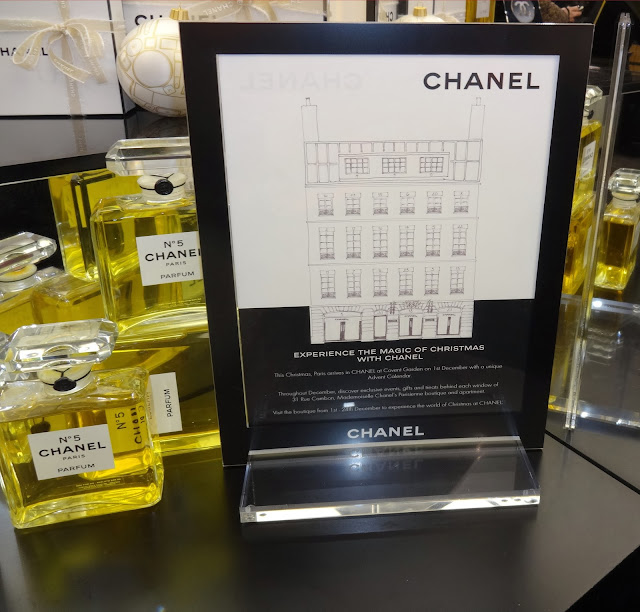 CHANEL
CHANEL
EXPERIENCE THE MAGIC OF CHRISTMAS
WITH CHANEL
This Christmas, Paris arrives in CHANEL at Covent Garden on 1st December with a unique
Advent Calendar.
Throughout December, discover exclusive events, gifts and treats behind each window of
31 Rue Cambon, Mademoiselle Chanel's Parisienne boutique and apartment.
Visit the boutique from 1st - 24th December to experience the world of Christmas at CHANEL.
CHANEL
N°5
CHANEL
PARIS
PARFUM
N°5
CHANEL
PARIS
PARFUM
N°5
PARFUM